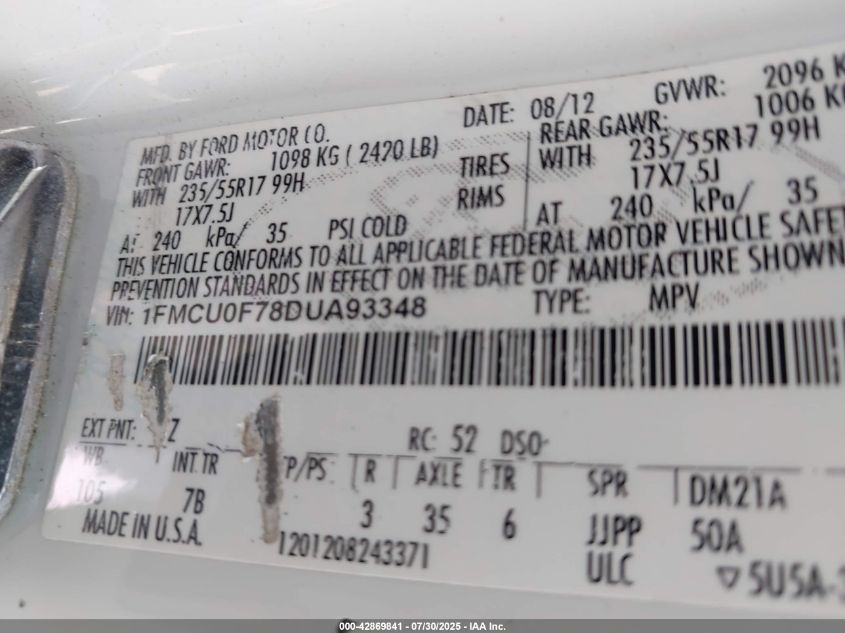 MFD. BY FORD MOTOR CO.
DATE: 08/12 GVWR: 2096 K
FRONT GAWR: 1098 KG ( 2420 LB) REAR GAWR: 1006 K
WITH 235/55R17 99H TIRES WITH 235/55R17 99H
17X7.5J RIMS 17X7.5J
AT 240 kPa/ 35 PSI COLD AT 240 kPa/ 35
THIS VEHICLE CONFORMS TO ALL APPLICABLE FEDERAL MOTOR VEHICLE SAFET
PREVENTION STANDARDS IN EFFECT ON THE DATE OF MANUFACTURE SHOWN
VIN: 1FMCU0F78DUA93348 TYPE: MPV
EXT PNT: Z RC: 52 DSO:
WB INT TR TP/PS R AXLE TR SPR DM21A
105 7B 3 35 6 JJPP 50A
MADE IN U.S.A. ULC
1201208243371 ▽5U5A-
000-42869841 / 07/30/2025 - IAA Inc.